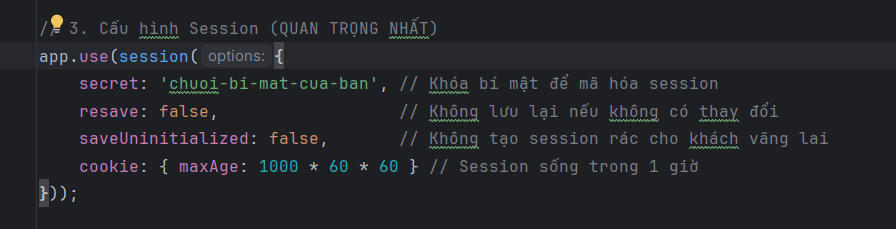 // 3. Cấu hình Session (QUAN TRỌNG NHẤT)
app.use(session( options: {
secret: 'chuoi-bi-mat-cua-ban', // Khóa bí mật để mã hóa session
resave: false, // Không lưu lại nếu không có thay đổi
saveUninitialized: false, // Không tạo session rác cho khách vãng lai
cookie: { maxAge: 1000 * 60 * 60 } // Session sống trong 1 giờ
}));